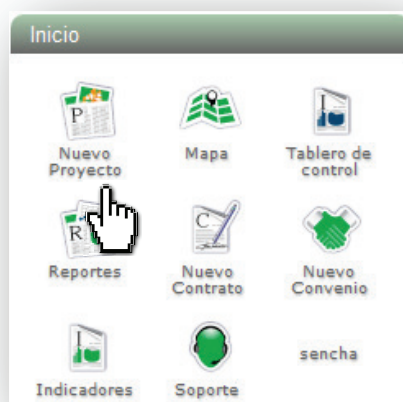 Inicio
P
I
Nuevo
Proyecto
Mapa
Tablero de
control
R
C
Reportes
Nuevo
Contrato
Nuevo
Convenio
I
sencha
Indicadores
Soporte